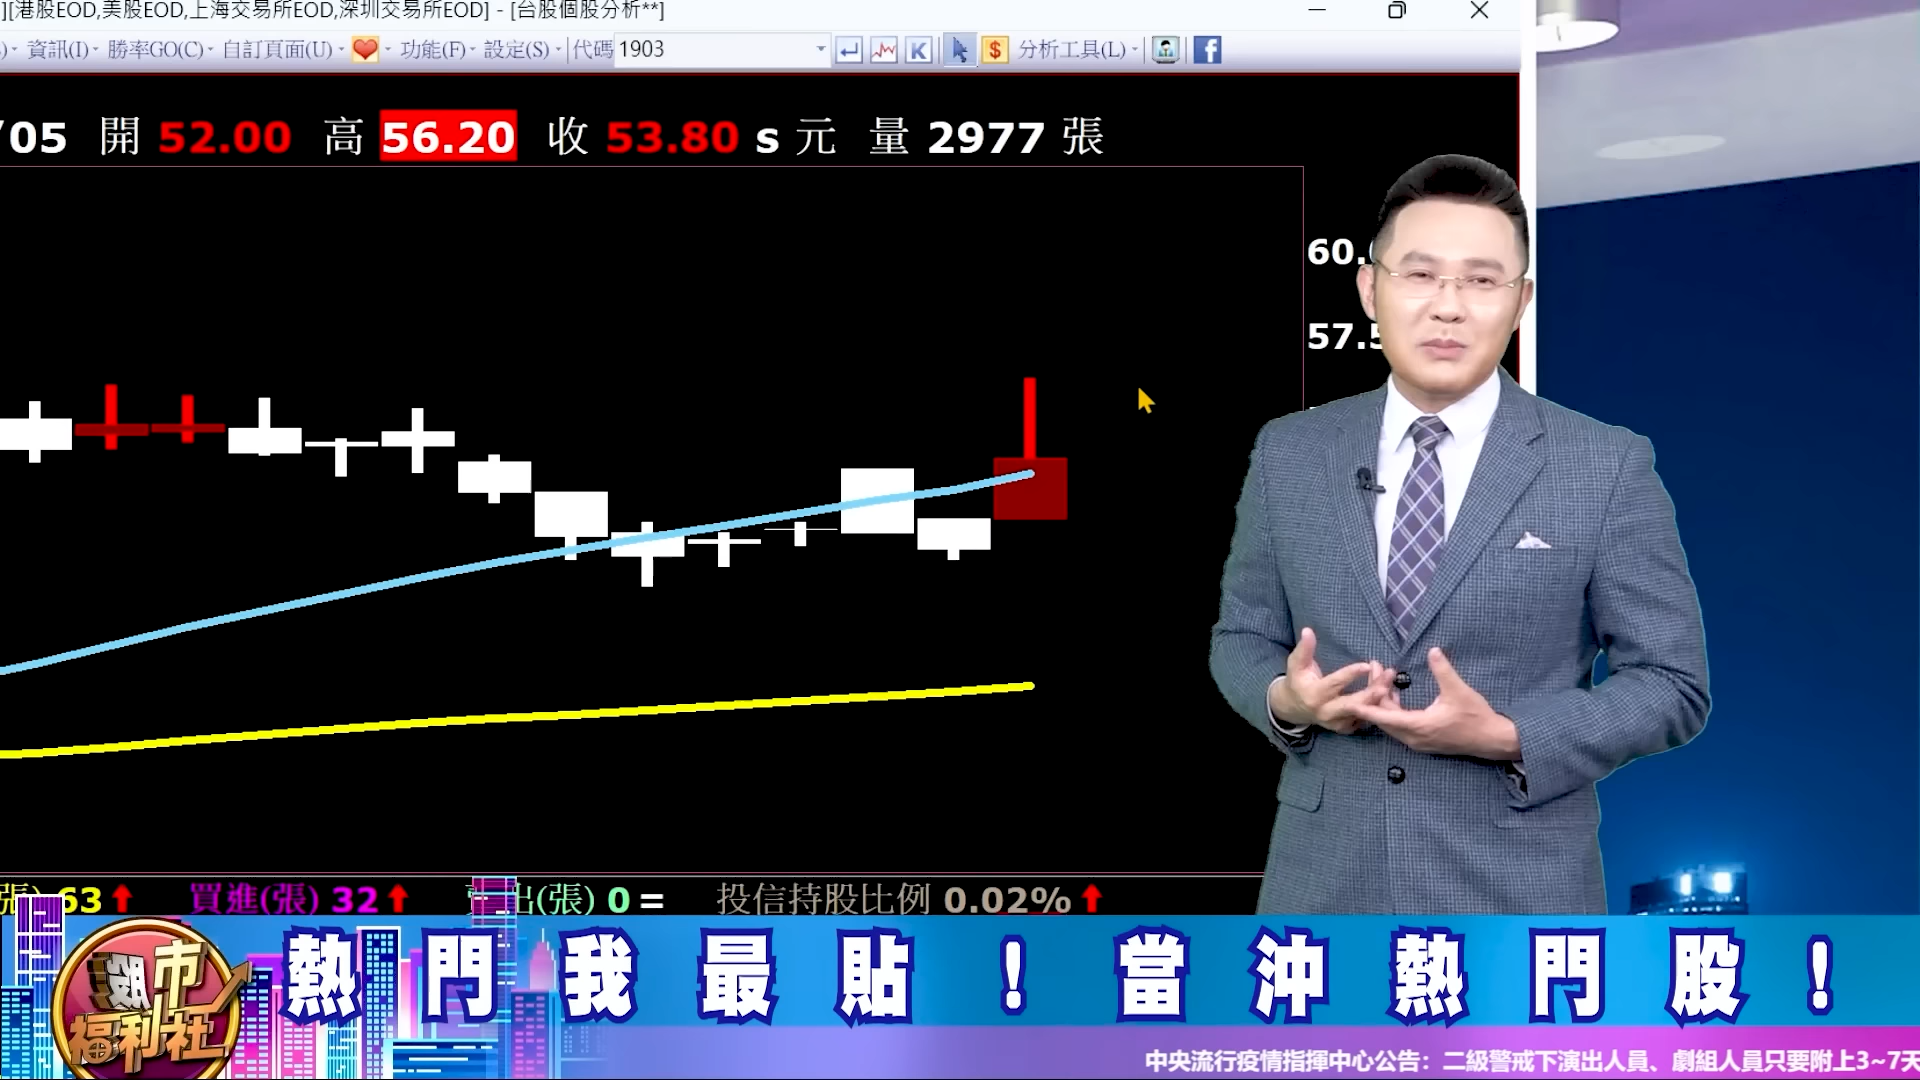 ][港股EOD,美股EOD,上海交易所EOD,深圳交易所EOD] - [台股個股分析**]
資訊(I) 勝率GO(C) 自訂頁面(U) 功能(F) 設定(S) 代碼 1903 K $ 分析工具(L) f
/05 開 52.00 高 56.20 收 53.80 s 元 量 2977 張
60.
57.5
張) 63 買進(張) 32 出(張) 0 = 投信持股比例 0.02%
股市
福利社
熱門我最貼！當沖熱門股！
中央流行疫情指揮中心公告：二級警戒下演出人員、劇組人員只要附上3~7天